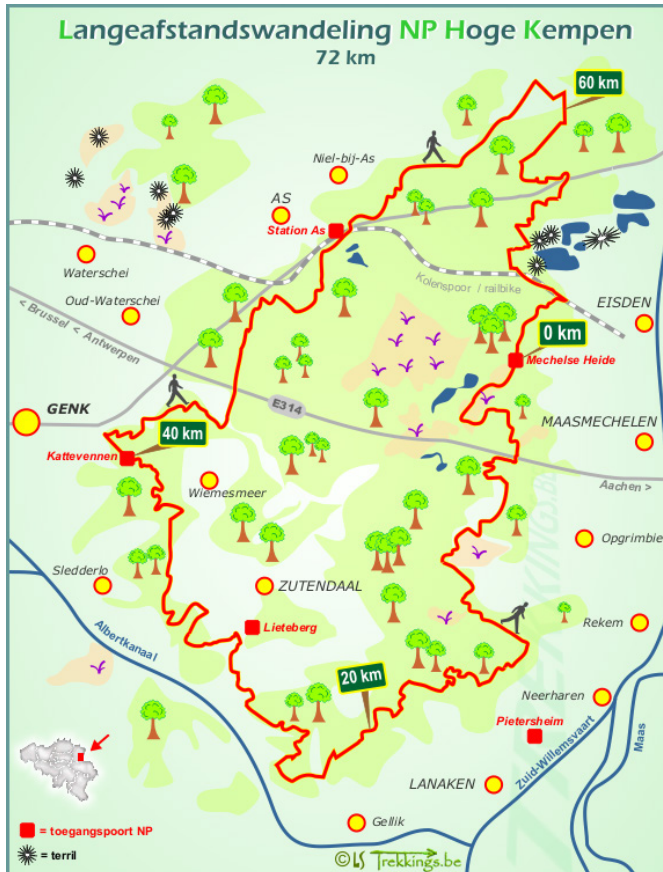 Langeafstandswandeling NP Hoge Kempen
72 km
60 km
Niel-bij-As
AS
Station As
Waterschei
Kolenspoor / railbike
Oud-Waterschei
EISDEN
< Brussel < Antwerpen
0 km
Mechelse Heide
E314
GENK
40 km
MAASMECHELEN
Kattevennen
Wiemesmeer
Aachen >
Opgrimbie
Sledderlo
ZUTENDAAL
Albertkanaal
Lieteberg
Rekem
20 km
Neerharen
Pietersheim
Zuid-Willemsvaart
Maas
LANAKEN
Gellik
= toegangspoort NP
= terril
© LS Trekkings.be